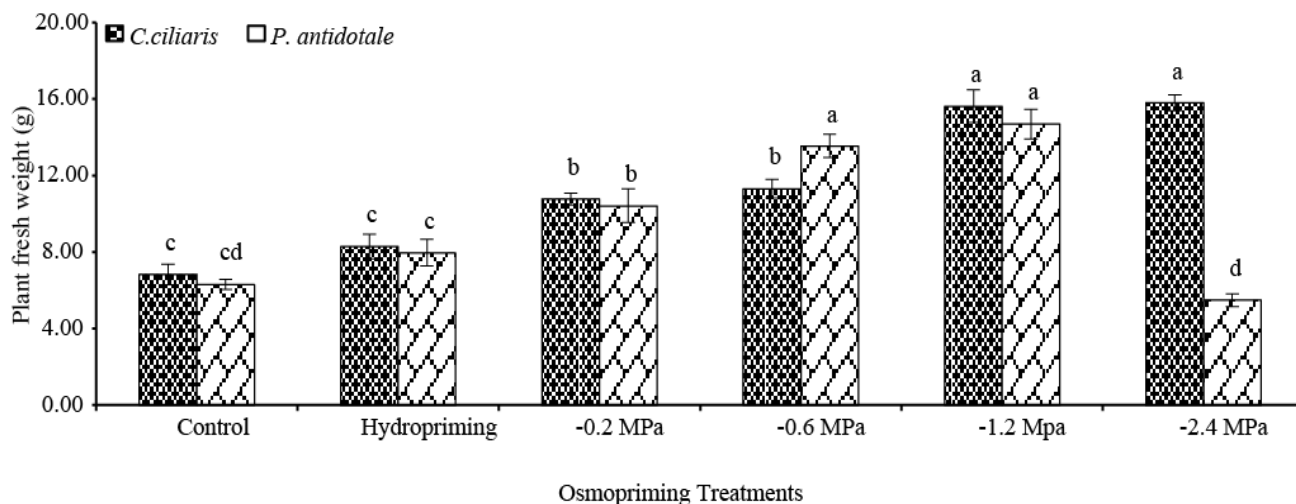 20.00
C.ciliaris P. antidotale
16.00
12.00
8.00
4.00
0.00
Plant fresh weight (g)
c cd c c b b b a a a a d
Control Hydropriming -0.2 MPa -0.6 MPa -1.2 Mpa -2.4 MPa
Osmopriming Treatments